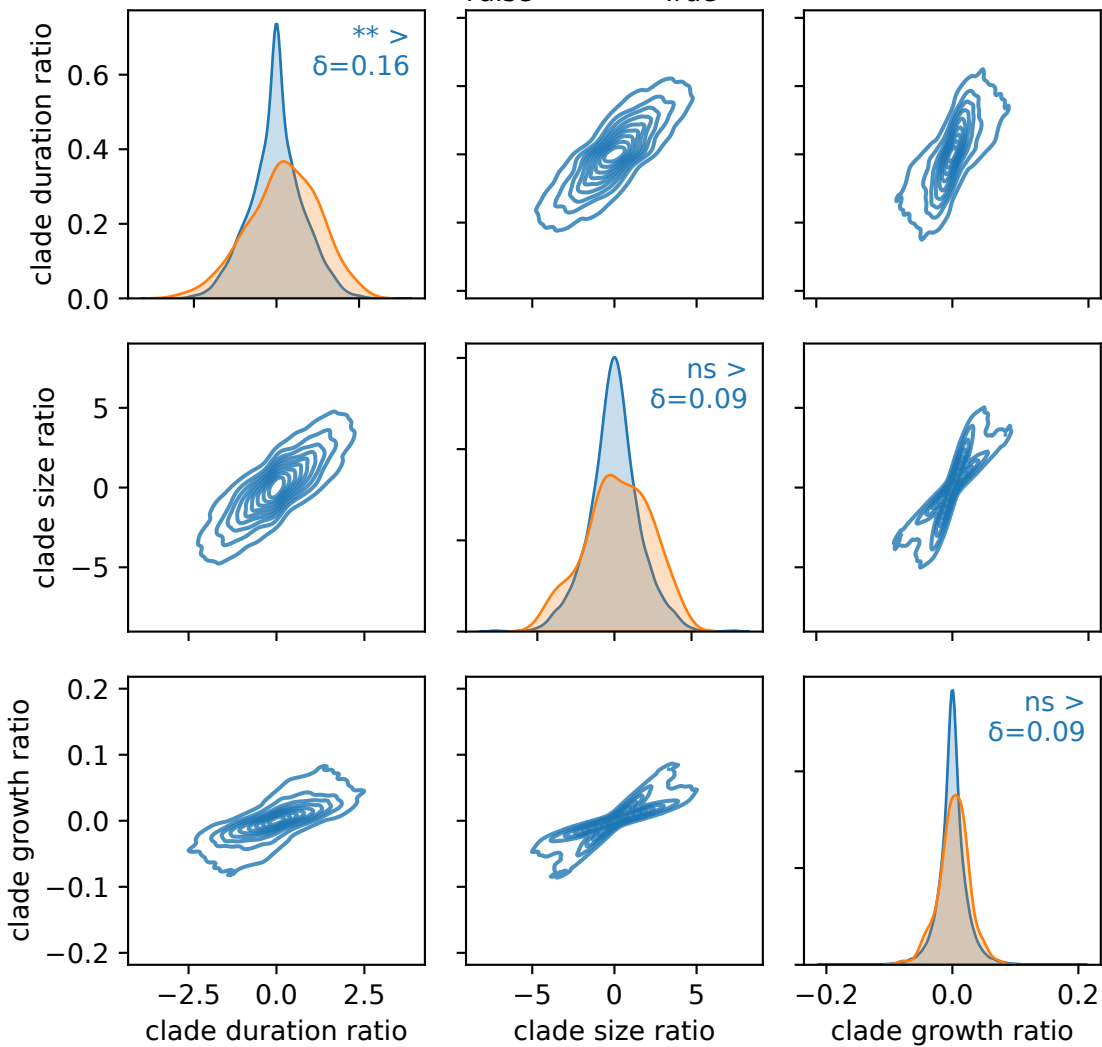 clade duration ratio
0.6
0.4
0.2
0.0
** >
δ=0.16
clade size ratio
5
0
−5
ns >
δ=0.09
clade growth ratio
0.2
0.1
0.0
−0.1
−0.2
ns >
δ=0.09
−2.5 0.0 2.5
clade duration ratio
−5 0 5
clade size ratio
−0.2 0.0 0.2
clade growth ratio